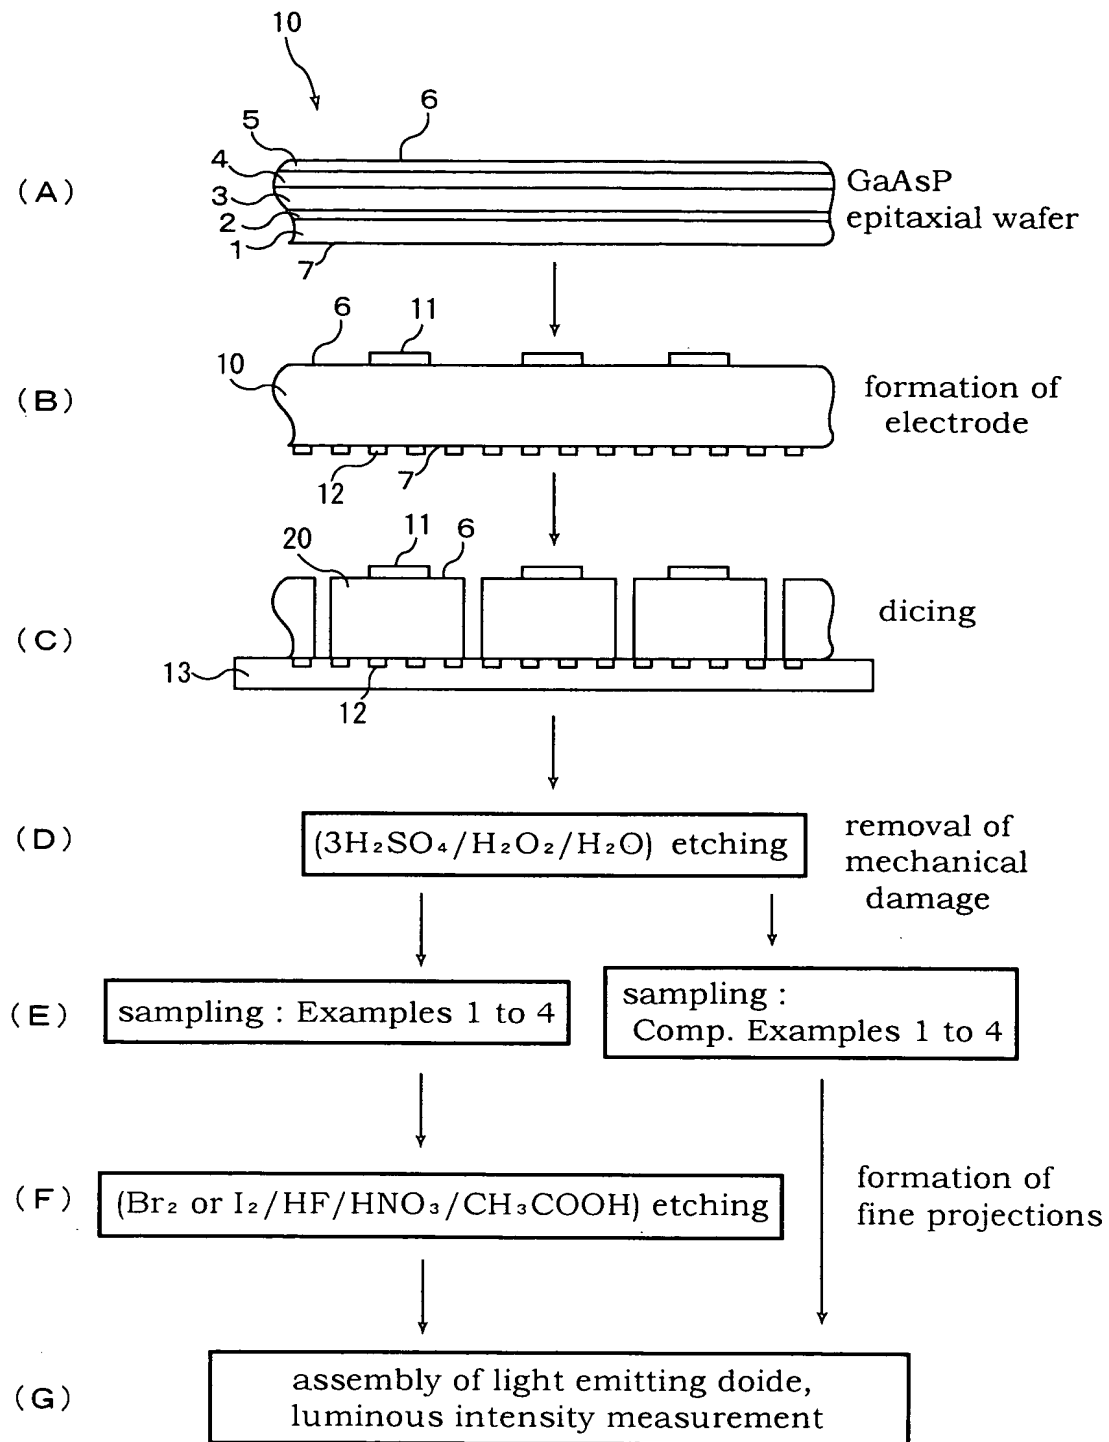 10
6
5
4
3
2
1
7
(A)
GaAsP
epitaxial wafer
6
11
10
(B)
formation of
electrode
12
7
20
11
6
(C)
dicing
13
12
(D)
(3H₂SO₄/H₂O₂/H₂O) etching
removal of
mechanical
damage
(E)
sampling : Examples 1 to 4
sampling :
Comp. Examples 1 to 4
(F)
(Br₂ or I₂/HF/HNO₃/CH₃COOH) etching
formation of
fine projections
(G)
assembly of light emitting doide,
luminous intensity measurement